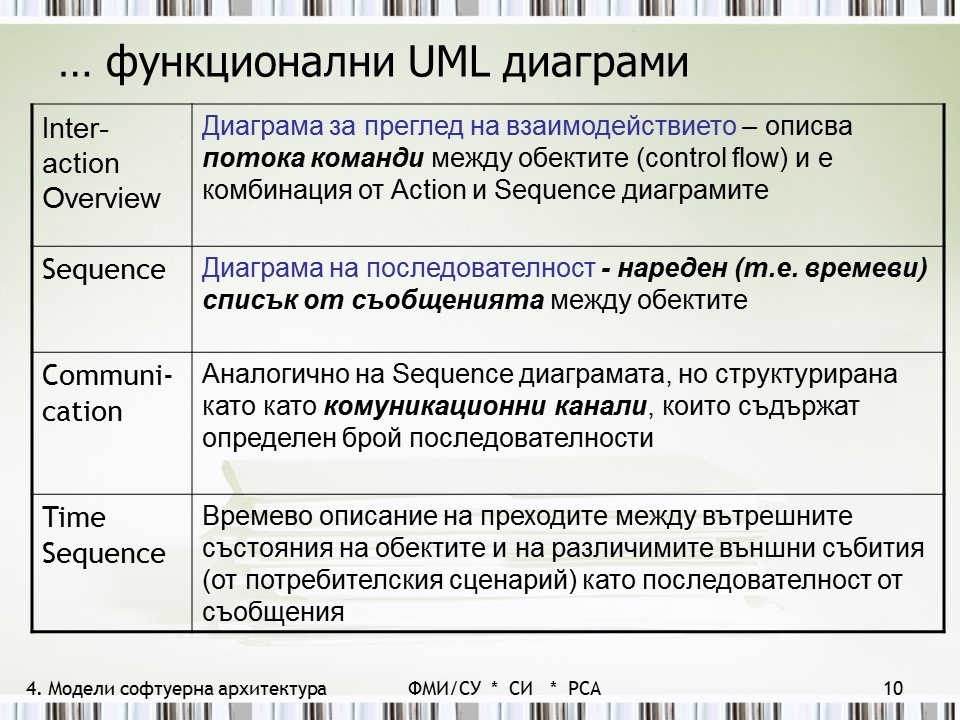 ... функционални UML диаграми
Inter-
action
Overview
Диаграма за преглед на взаимодействието – описва
потока команди между обектите (control flow) и е
комбинация от Action и Sequence диаграмите
Sequence
Диаграма на последователност - нареден (т.е. времеви)
списък от съобщенията между обектите
Communi-
cation
Аналогично на Sequence диаграмата, но структурирана
като като комуникационни канали, които съдържат
определен брой последователности
Time
Sequence
Времево описание на преходите между вътрешните
състояния на обектите и на различимите външни събития
(от потребителския сценарий) като последователност от
съобщения
4. Модели софтуерна архитектура ФМИ/СУ * СИ * РСА 10